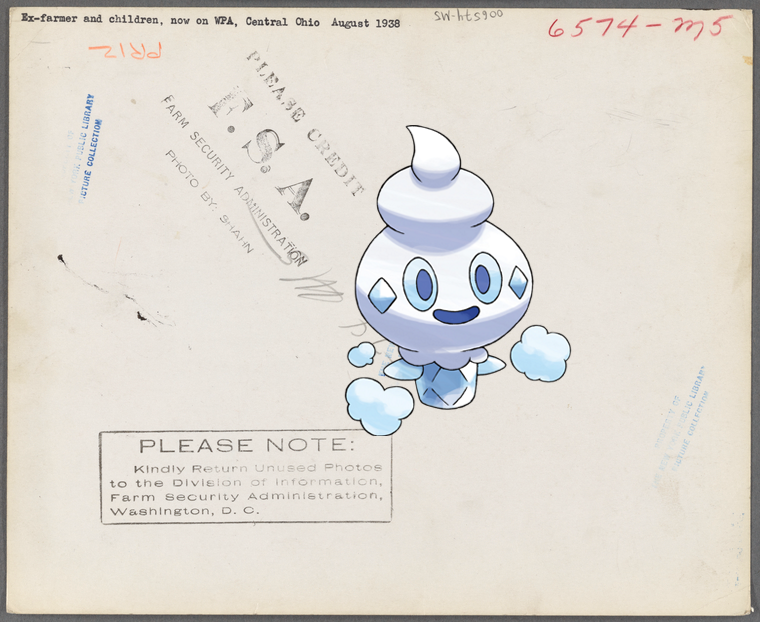 Ex-farmer and children, now on WPA, Central Ohio August 1938
SW-ht5900
6574-M5
PR12
PLEASE CREDIT
F. S. A.
FARM SECURITY ADMINISTRATION
PHOTO BY: SHAHN
PUBLIC LIBRARY
PICTURE COLLECTION
PLEASE NOTE:
Kindly Return Unused Photos
to the Division of Information,
Farm Security Administration,
Washington, D. C.
PUBLIC LIBRARY
PICTURE COLLECTION